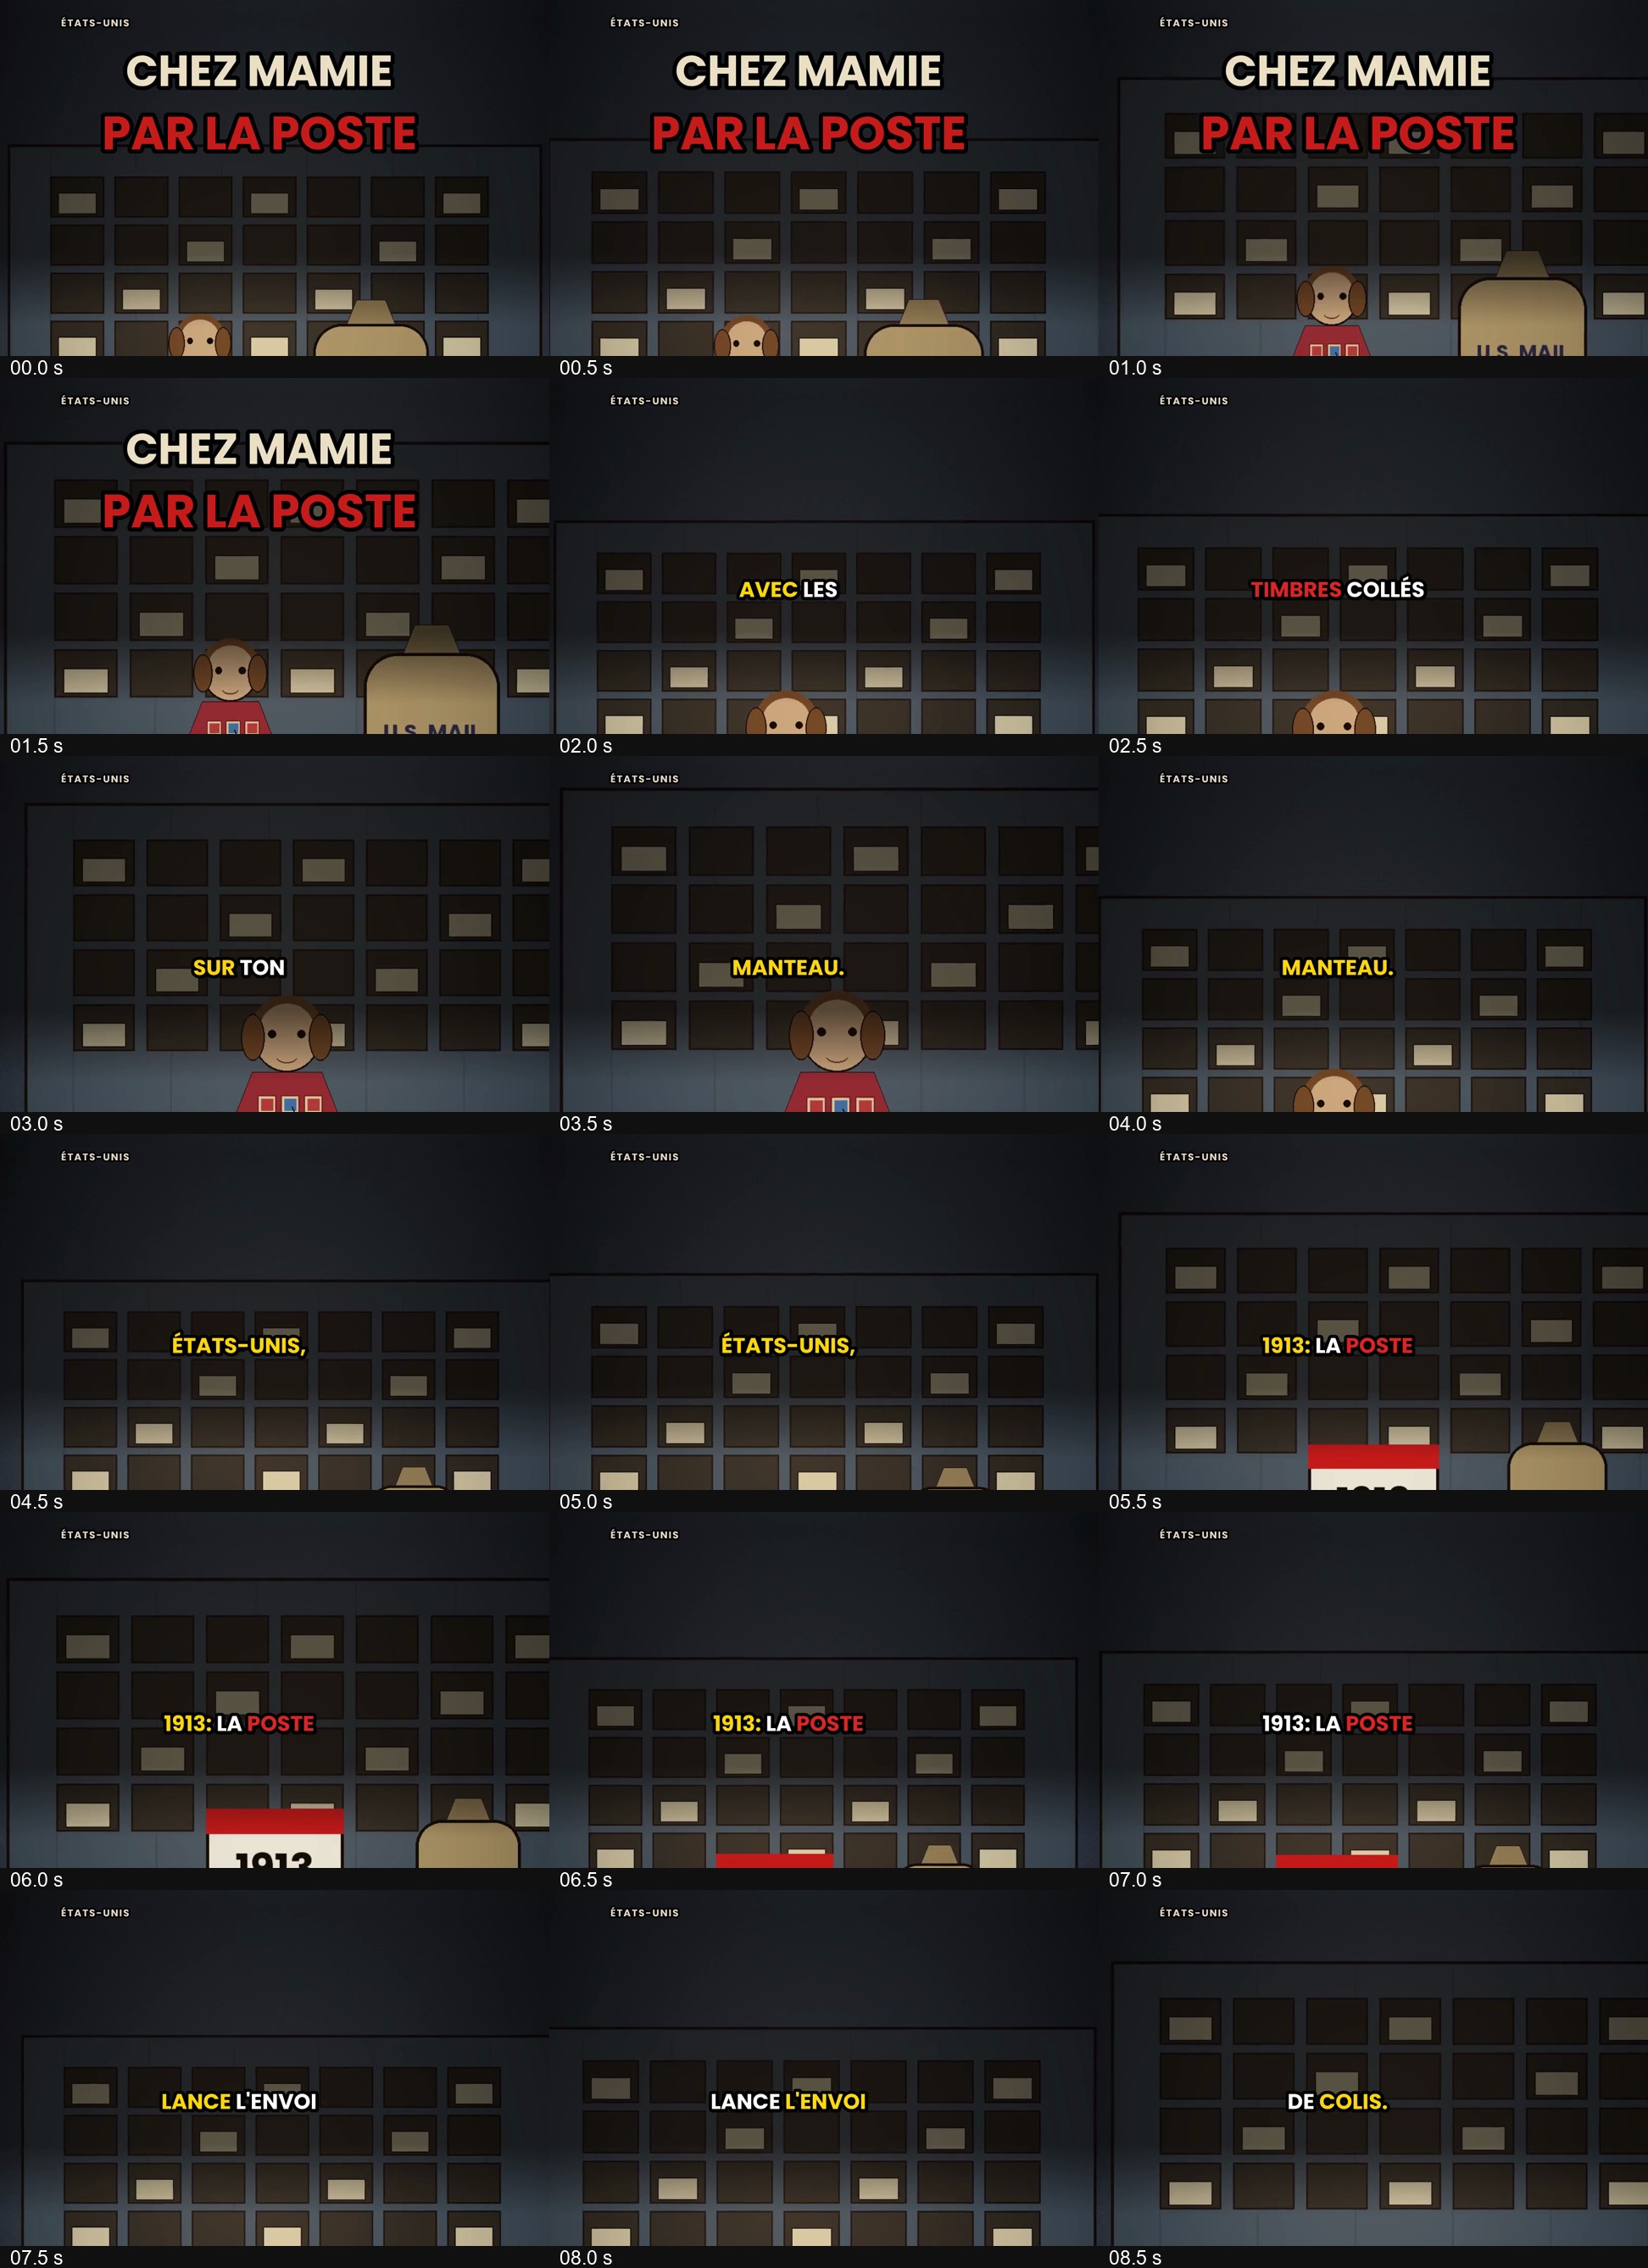 ÉTATS-UNIS
CHEZ MAMIE
PAR LA POSTE
00.0 s
ÉTATS-UNIS
CHEZ MAMIE
PAR LA POSTE
00.5 s
ÉTATS-UNIS
CHEZ MAMIE
PAR LA POSTE
U.S. MAIL
01.0 s
ÉTATS-UNIS
CHEZ MAMIE
PAR LA POSTE
U.S. MAIL
01.5 s
ÉTATS-UNIS
AVEC LES
02.0 s
ÉTATS-UNIS
TIMBRES COLLÉS
02.5 s
ÉTATS-UNIS
SUR TON
03.0 s
ÉTATS-UNIS
MANTEAU.
03.5 s
ÉTATS-UNIS
MANTEAU.
04.0 s
ÉTATS-UNIS
ÉTATS-UNIS,
04.5 s
ÉTATS-UNIS
ÉTATS-UNIS,
05.0 s
ÉTATS-UNIS
1913: LA POSTE
1913
05.5 s
ÉTATS-UNIS
1913: LA POSTE
1913
06.0 s
ÉTATS-UNIS
1913: LA POSTE
06.5 s
ÉTATS-UNIS
1913: LA POSTE
07.0 s
ÉTATS-UNIS
LANCE L'ENVOI
07.5 s
ÉTATS-UNIS
LANCE L'ENVOI
08.0 s
ÉTATS-UNIS
DE COLIS.
08.5 s